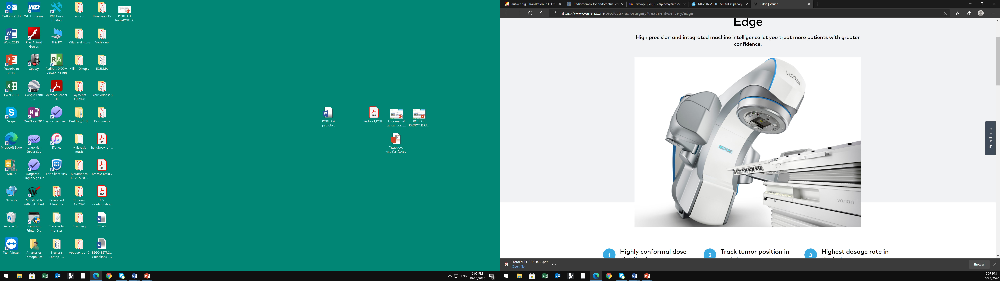 Outlook 2013
WD Discovery
WD Drive
Utilities
aodos
Parnassou 15
PORTEC t
trans-PORTEC
Word 2013
Play Animal
Genius
This PC
Miles and more
Vodafone
PowerPoint
2013
Speccy
RadiAnt DICOM
Viewer (64-bit)
Killini_Oikop...
ΕΔΕΚΜΑ
Excel 2013
Google Earth
Pro
Acrobat Reader
DC
Payments
1.9.2020
Exousiodotiseis
Skype
OneNote 2013
syngo.via Client
Desktop_06.0...
Documents
PORTEC4
patholo...
Protocol_POR...
Endometrial
cancer posto...
ROLE OF
RADIOTHERA...
Microsoft Edge
syngo.via -
Server Se...
iTunes
Malakasis
music
handbook-of-...
Υπάρχουν
γκρίζες ζώνε...
WinZip
syngo.via -
Single Sign On
FortiClient VPN
Marathonos
17_28.5.2019
BrachyCatalo...
Network
Mobile VPN
with SSL client
Books and
Literature
Trapezes
4.2.2020
Q5
Configuration
Recycle Bin
Samsung
Printer Di...
Transfer to
monster
Scentlinq
ΣΤΙΧΟΙ
TeamViewer
Athanasios
Dimopoulos
Thanasis
Laptop 1...
Ασυρμάτου 19
ESGO-ESTRO...
Guidelines - ...
ENG
6:07 PM
10/28/2020
9
aufwendig - Translation in LEO's
Radiotherapy for endometrial ca
αλγοριθμος - Ελληνοαγγλικό Λε
MDcON 2020 - Multidisciplinary
Edge | Varian
https://www.varian.com/products/radiosurgery/treatment-delivery/edge
Edge
High precision and integrated machine intelligence let you treat more patients with greater
confidence.
varian
EDGE
varian
Feedback
1
Highly conformal dose
2
Track tumor position in
3
Highest dosage rate in
Protocol_PORTEC4a_....pdf
Open file
Show all
6:07 PM
10/28/2020